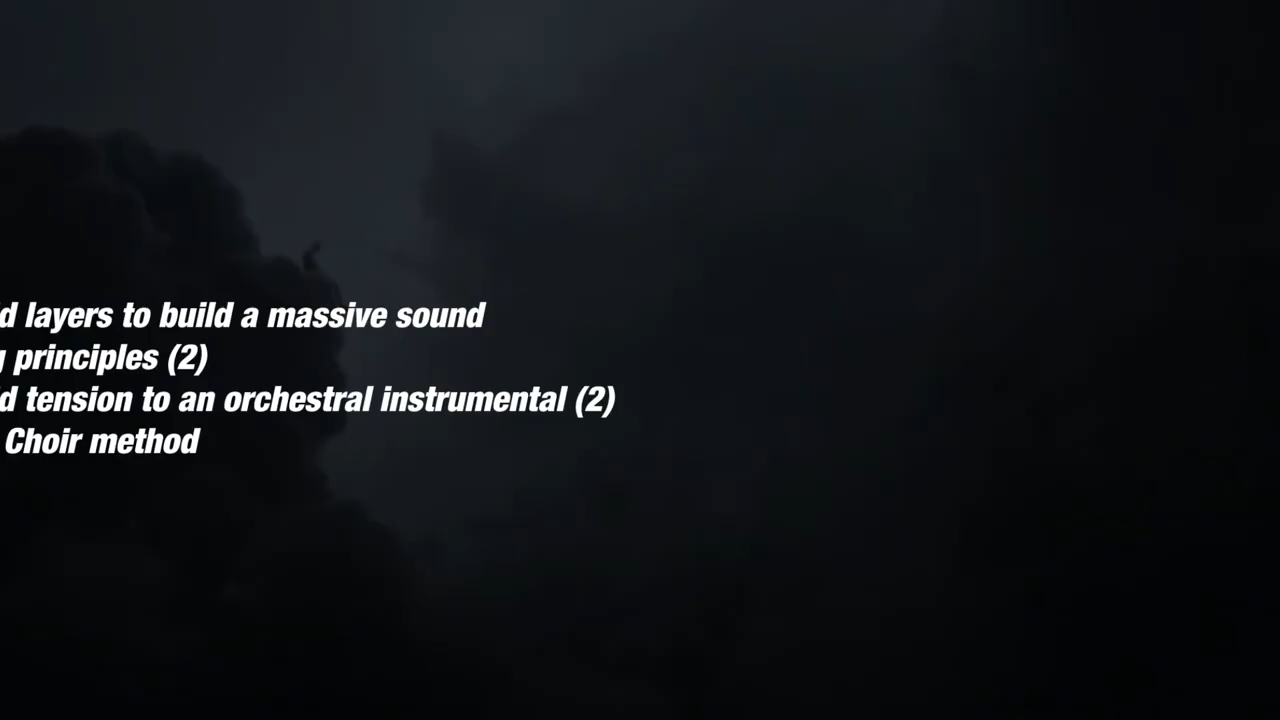 layers to build a massive sound
principles (2)
tension to an orchestral instrumental (2)
Choir method